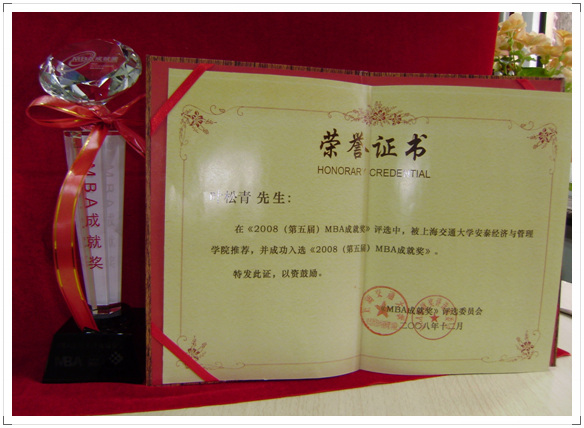 MBA成就奖
荣誉证书
HONORARY CREDENTIAL
松青 先生:
在《2008（第五届）MBA成就奖》评选中，被上海交通大学安泰经济与管理
学院推荐，并成功入选《2008（第五届）MBA成就奖》。
特发此证，以资鼓励。
《MBA成就奖》评选委员会
二〇〇八年十二月
MBA